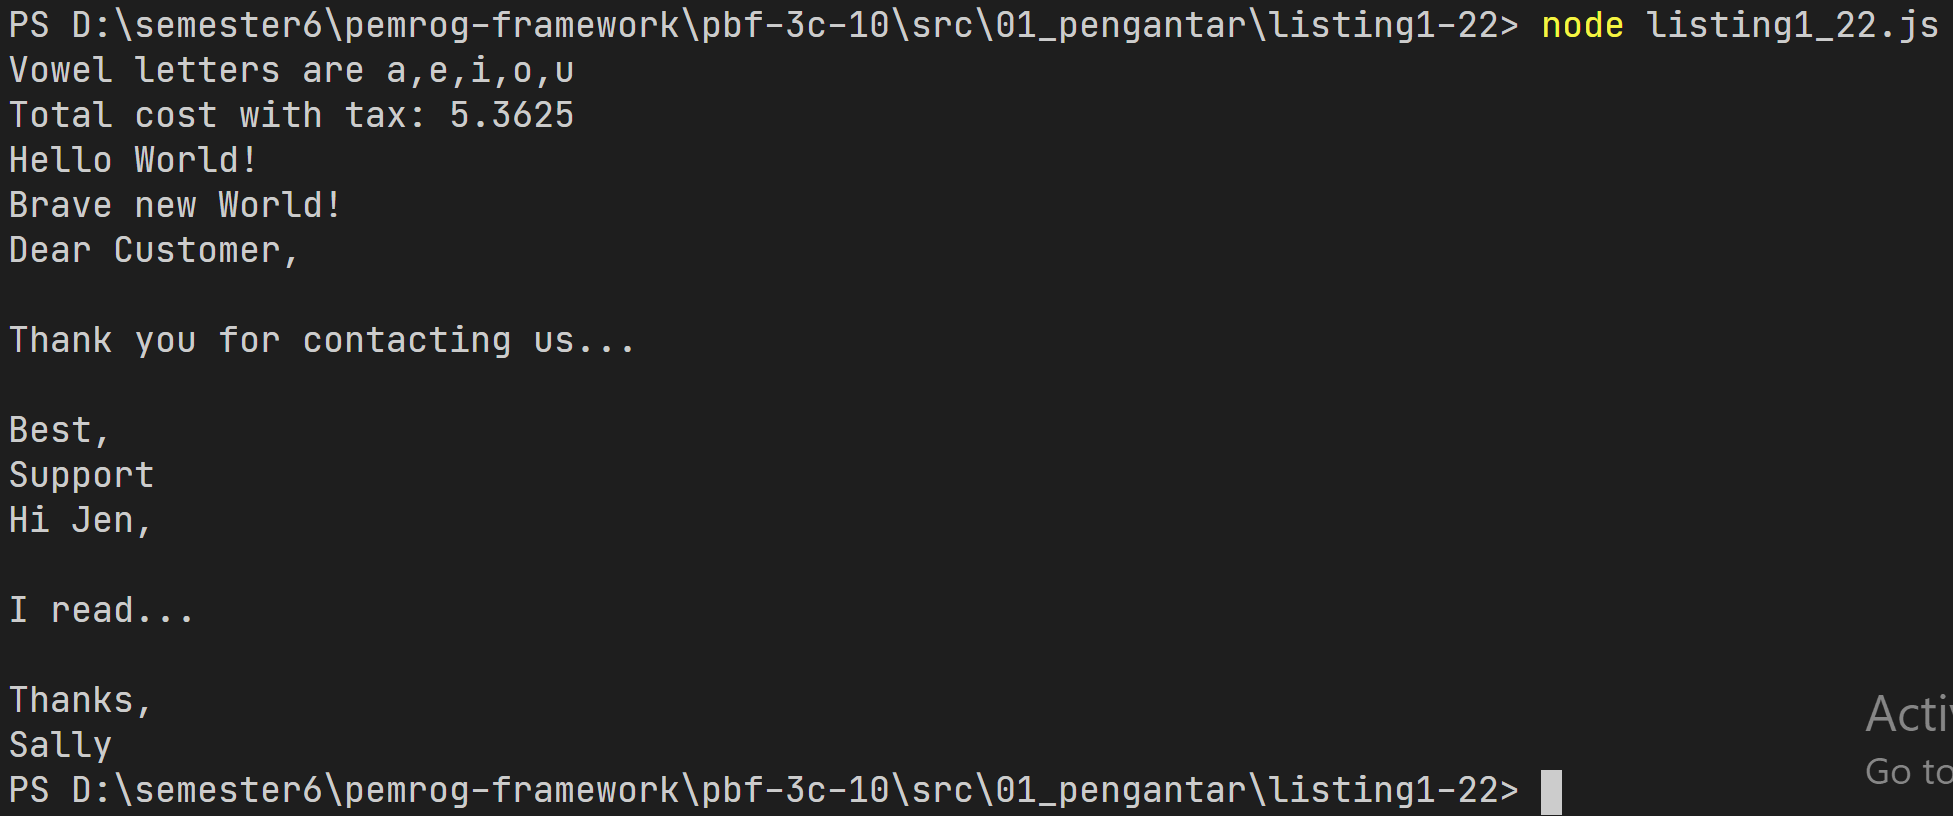 PS D:\semester6\pemrog-framework\pbf-3c-10\src\01_pengantar\listing1-22> node listing1_22.js
Vowel letters are a,e,i,o,u
Total cost with tax: 5.3625
Hello World!
Brave new World!
Dear Customer,
Thank you for contacting us...
Best,
Support
Hi Jen,
I read...
Thanks,
Sally
PS D:\semester6\pemrog-framework\pbf-3c-10\src\01_pengantar\listing1-22>
Go to